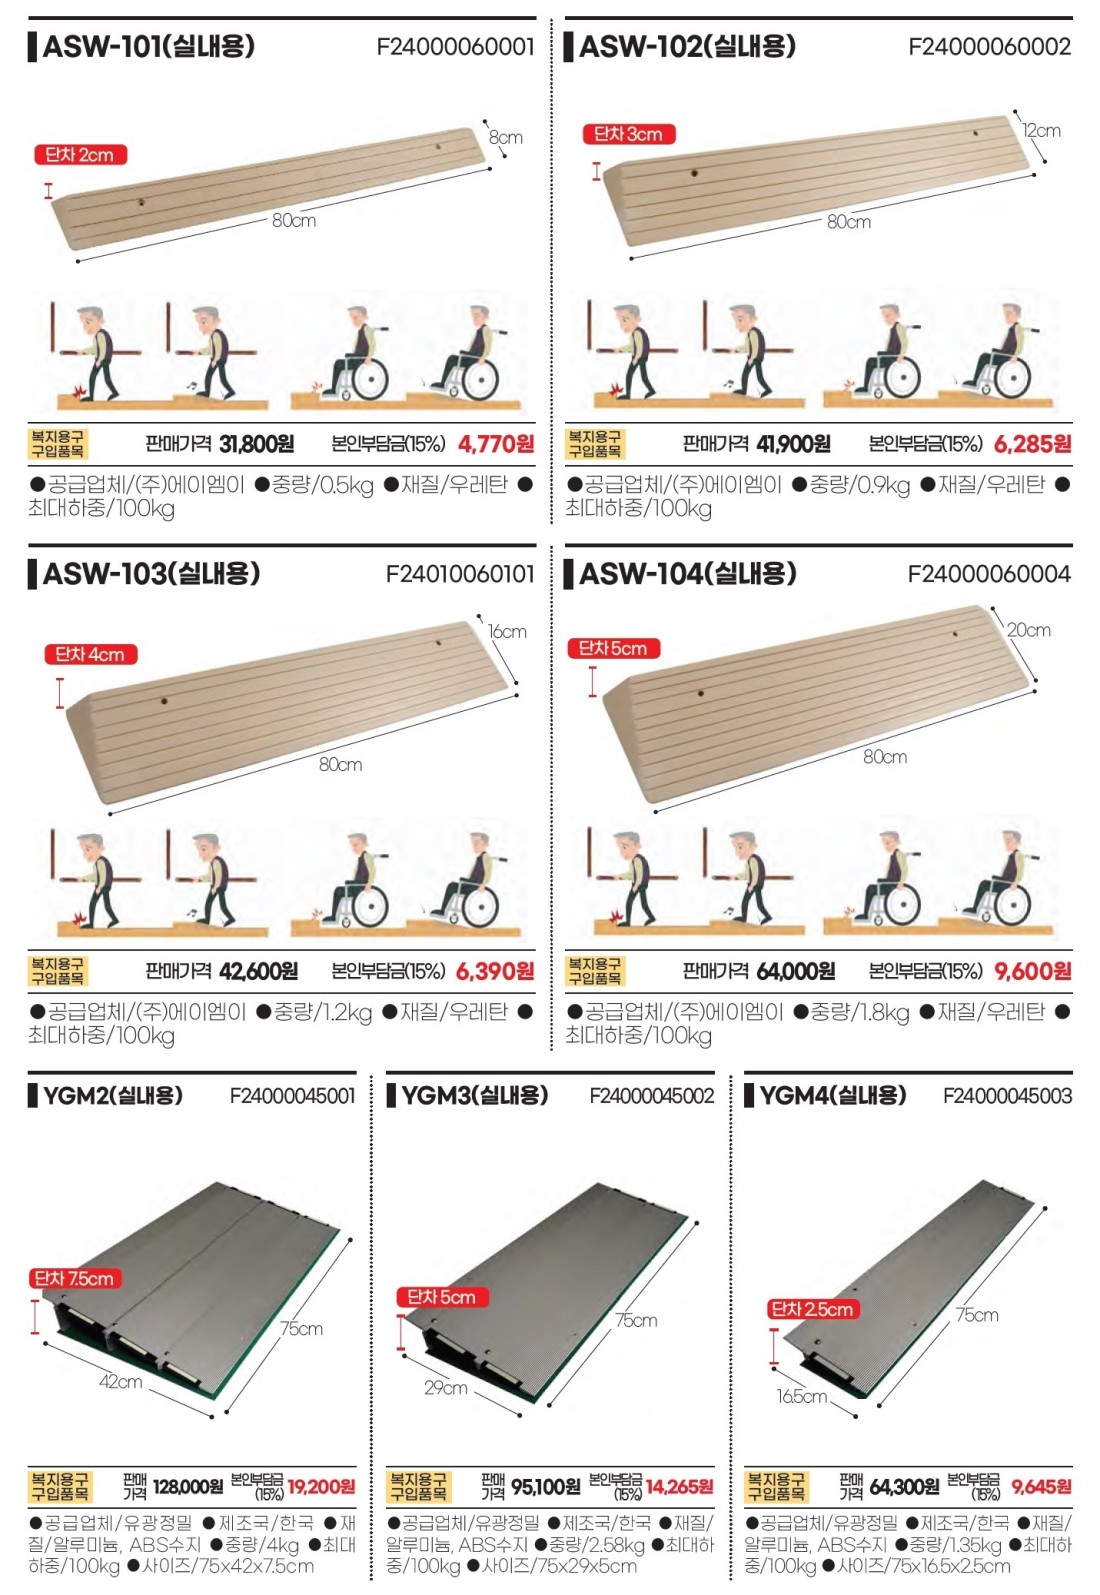 ASW-101(실내용) F24000060001
단차 2cm
8cm
80cm
복지용구
구입품목
판매가격 31,800원 본인부담금(15%) 4,770원
●공급업체/(주)에이엠이 ●중량/0.5kg ●재질/우레탄 ●
최대하중/100kg
ASW-102(실내용) F24000060002
단차 3cm
12cm
80cm
복지용구
구입품목
판매가격 41,900원 본인부담금(15%) 6,285원
●공급업체/(주)에이엠이 ●중량/0.9kg ●재질/우레탄 ●
최대하중/100kg
ASW-103(실내용) F24010060101
단차 4cm
16cm
80cm
복지용구
구입품목
판매가격 42,600원 본인부담금(15%) 6,390원
●공급업체/(주)에이엠이 ●중량/1.2kg ●재질/우레탄 ●
최대하중/100kg
ASW-104(실내용) F24000060004
단차 5cm
20cm
80cm
복지용구
구입품목
판매가격 64,000원 본인부담금(15%) 9,600원
●공급업체/(주)에이엠이 ●중량/1.8kg ●재질/우레탄 ●
최대하중/100kg
YGM2(실내용) F24000045001
단차 7.5cm
75cm
42cm
복지용구
구입품목
판매
가격
128,000원
본인부담금
(15%)
19,200원
●공급업체/유광정밀 ●제조국/한국 ●재
질/알루미늄, ABS수지 ●중량/4kg ●최대
하중/100kg ●사이즈/75x42x7.5cm
YGM3(실내용) F24000045002
단차 5cm
75cm
29cm
복지용구
구입품목
판매
가격
95,100원
본인부담금
(15%)
14,265원
●공급업체/유광정밀 ●제조국/한국 ●재질/
알루미늄, ABS수지 ●중량/2.58kg ●최대하
중/100kg ●사이즈/75x29x5cm
YGM4(실내용) F24000045003
단차 2.5cm
75cm
16.5cm
복지용구
구입품목
판매
가격
64,300원
본인부담금
(15%)
9,645원
●공급업체/유광정밀 ●제조국/한국 ●재질/
알루미늄, ABS수지 ●중량/1.35kg ●최대하
중/100kg ●사이즈/75x16.5x2.5cm